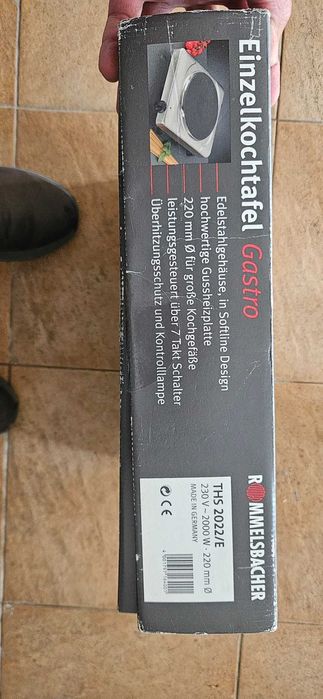 Einzelkochtafel Gastro
Edelstahlgehäuse, in Softline Design
hochwertige Gussheizplatte
220 mm Ø für große Kochgefäße
leistungsgesteuert über 7 Takt Schalter
Überhitzungsschutz und Kontrolllampe
ROMMELSBACHER
THS 2022/E
230 V ~ 2000 W - 220 mm Ø
MADE IN GERMANY
CE